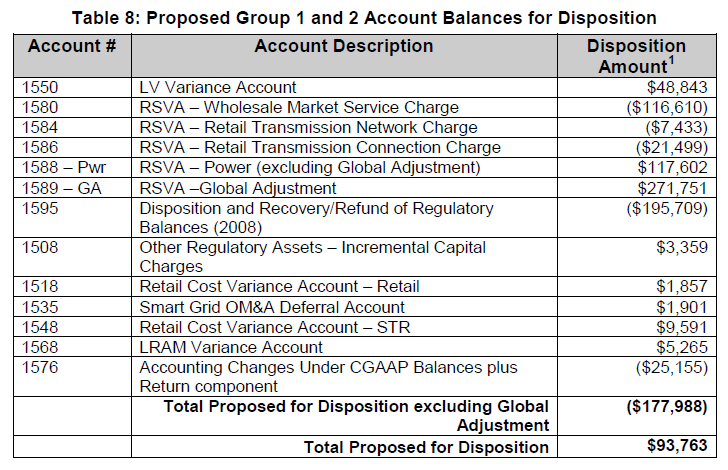 Table 8: Proposed Group 1 and 2 Account Balances for Disposition
Account # Account Description Disposition
Amount1
1550 LV Variance Account $48,843
1580 RSVA – Wholesale Market Service Charge ($116,610)
1584 RSVA – Retail Transmission Network Charge ($7,433)
1586 RSVA – Retail Transmission Connection Charge ($21,499)
1588 – Pwr RSVA – Power (excluding Global Adjustment) $117,602
1589 – GA RSVA –Global Adjustment $271,751
1595 Disposition and Recovery/Refund of Regulatory ($195,709)
Balances (2008)
1508 Other Regulatory Assets – Incremental Capital $3,359
Charges
1518 Retail Cost Variance Account – Retail $1,857
1535 Smart Grid OM&A Deferral Account $1,901
1548 Retail Cost Variance Account – STR $9,591
1568 LRAM Variance Account $5,265
1576 Accounting Changes Under CGAAP Balances plus ($25,155)
Return component
Total Proposed for Disposition excluding Global ($177,988)
Adjustment
Total Proposed for Disposition $93,763